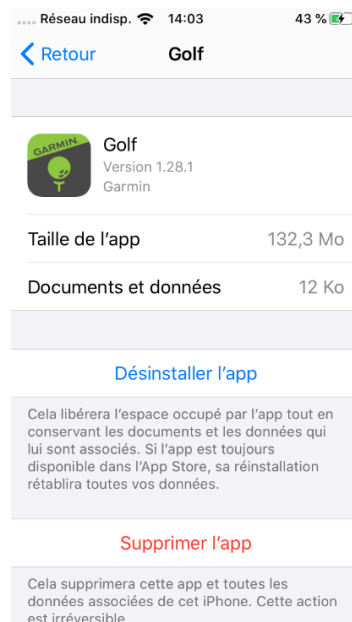 Réseau indisp. 14:03 43 %
Retour Golf
GARMIN
Golf
Version 1.28.1
Garmin
Taille de l'app 132,3 Mo
Documents et données 12 Ko
Désinstaller l'app
Cela libérera l'espace occupé par l'app tout en
conservant les documents et les données qui
lui sont associés. Si l'app est toujours
disponible dans l'App Store, sa réinstallation
rétablira toutes vos données.
Supprimer l'app
Cela supprimera cette app et toutes les
données associées de cet iPhone. Cette action
est irréversible.